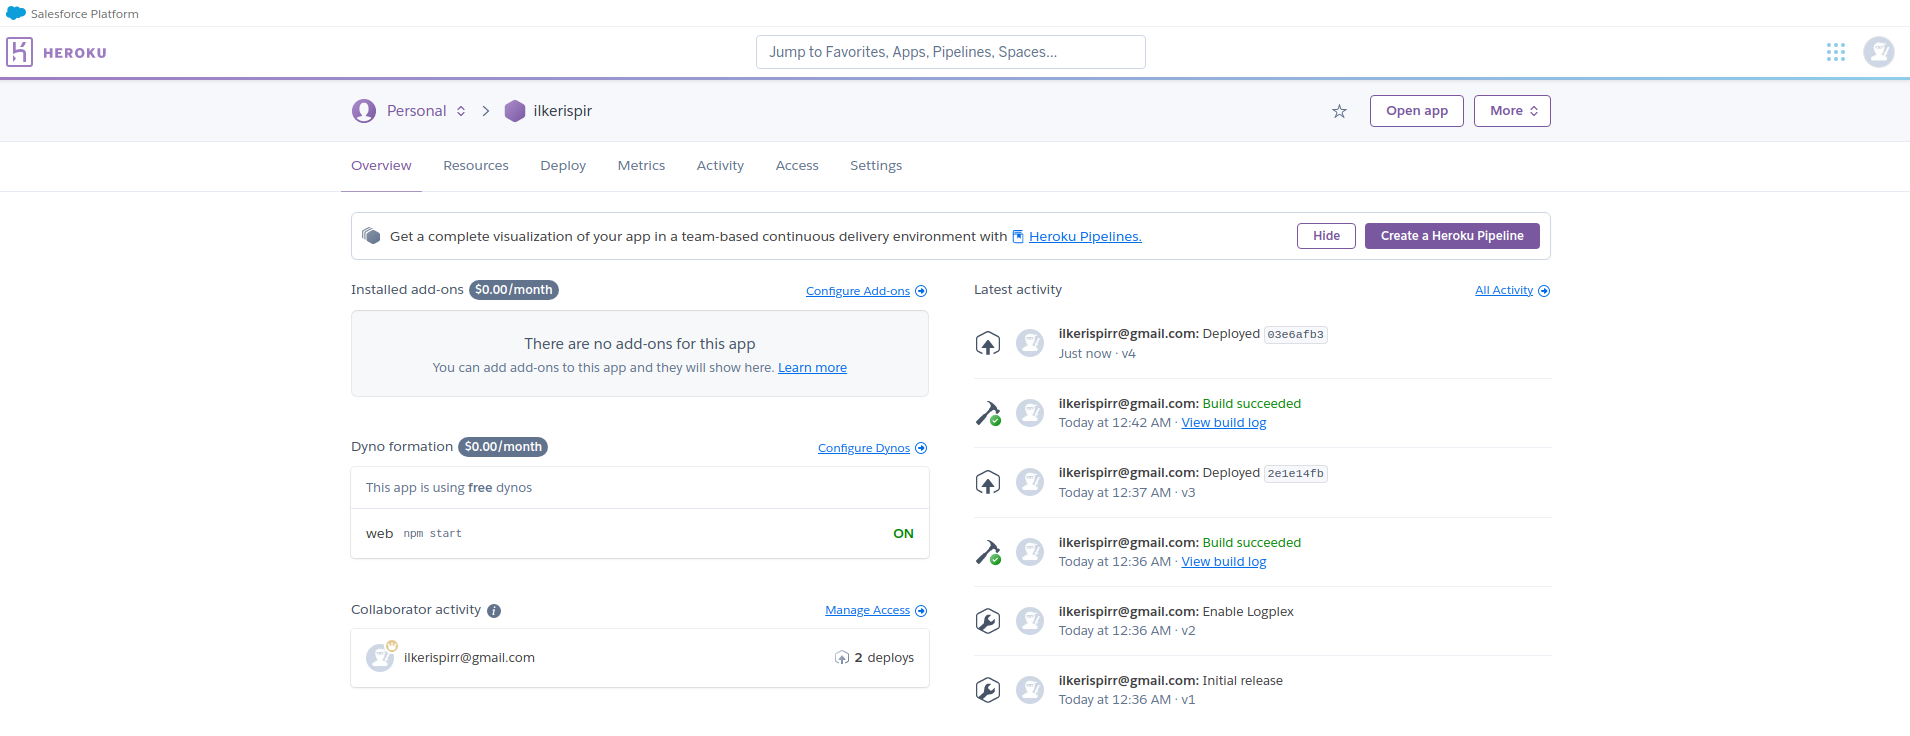 Salesforce Platform
HEROKU
Jump to Favorites, Apps, Pipelines, Spaces...
Personal
ilkerispir
Open app
More
Overview Resources Deploy Metrics Activity Access Settings
Get a complete visualization of your app in a team-based continuous delivery environment with Heroku Pipelines.
Hide
Create a Heroku Pipeline
Installed add-ons $0.00/month
Configure Add-ons
There are no add-ons for this app
You can add add-ons to this app and they will show here. Learn more
Dyno formation $0.00/month
Configure Dynos
This app is using free dynos
web npm start ON
Collaborator activity i
Manage Access
ilkerispirr@gmail.com 2 deploys
Latest activity
All Activity
ilkerispirr@gmail.com: Deployed 03e6afb3
Just now · v4
ilkerispirr@gmail.com: Build succeeded
Today at 12:42 AM · View build log
ilkerispirr@gmail.com: Deployed 2e1e14fb
Today at 12:37 AM · v3
ilkerispirr@gmail.com: Build succeeded
Today at 12:36 AM · View build log
ilkerispirr@gmail.com: Enable Logplex
Today at 12:36 AM · v2
ilkerispirr@gmail.com: Initial release
Today at 12:36 AM · v1